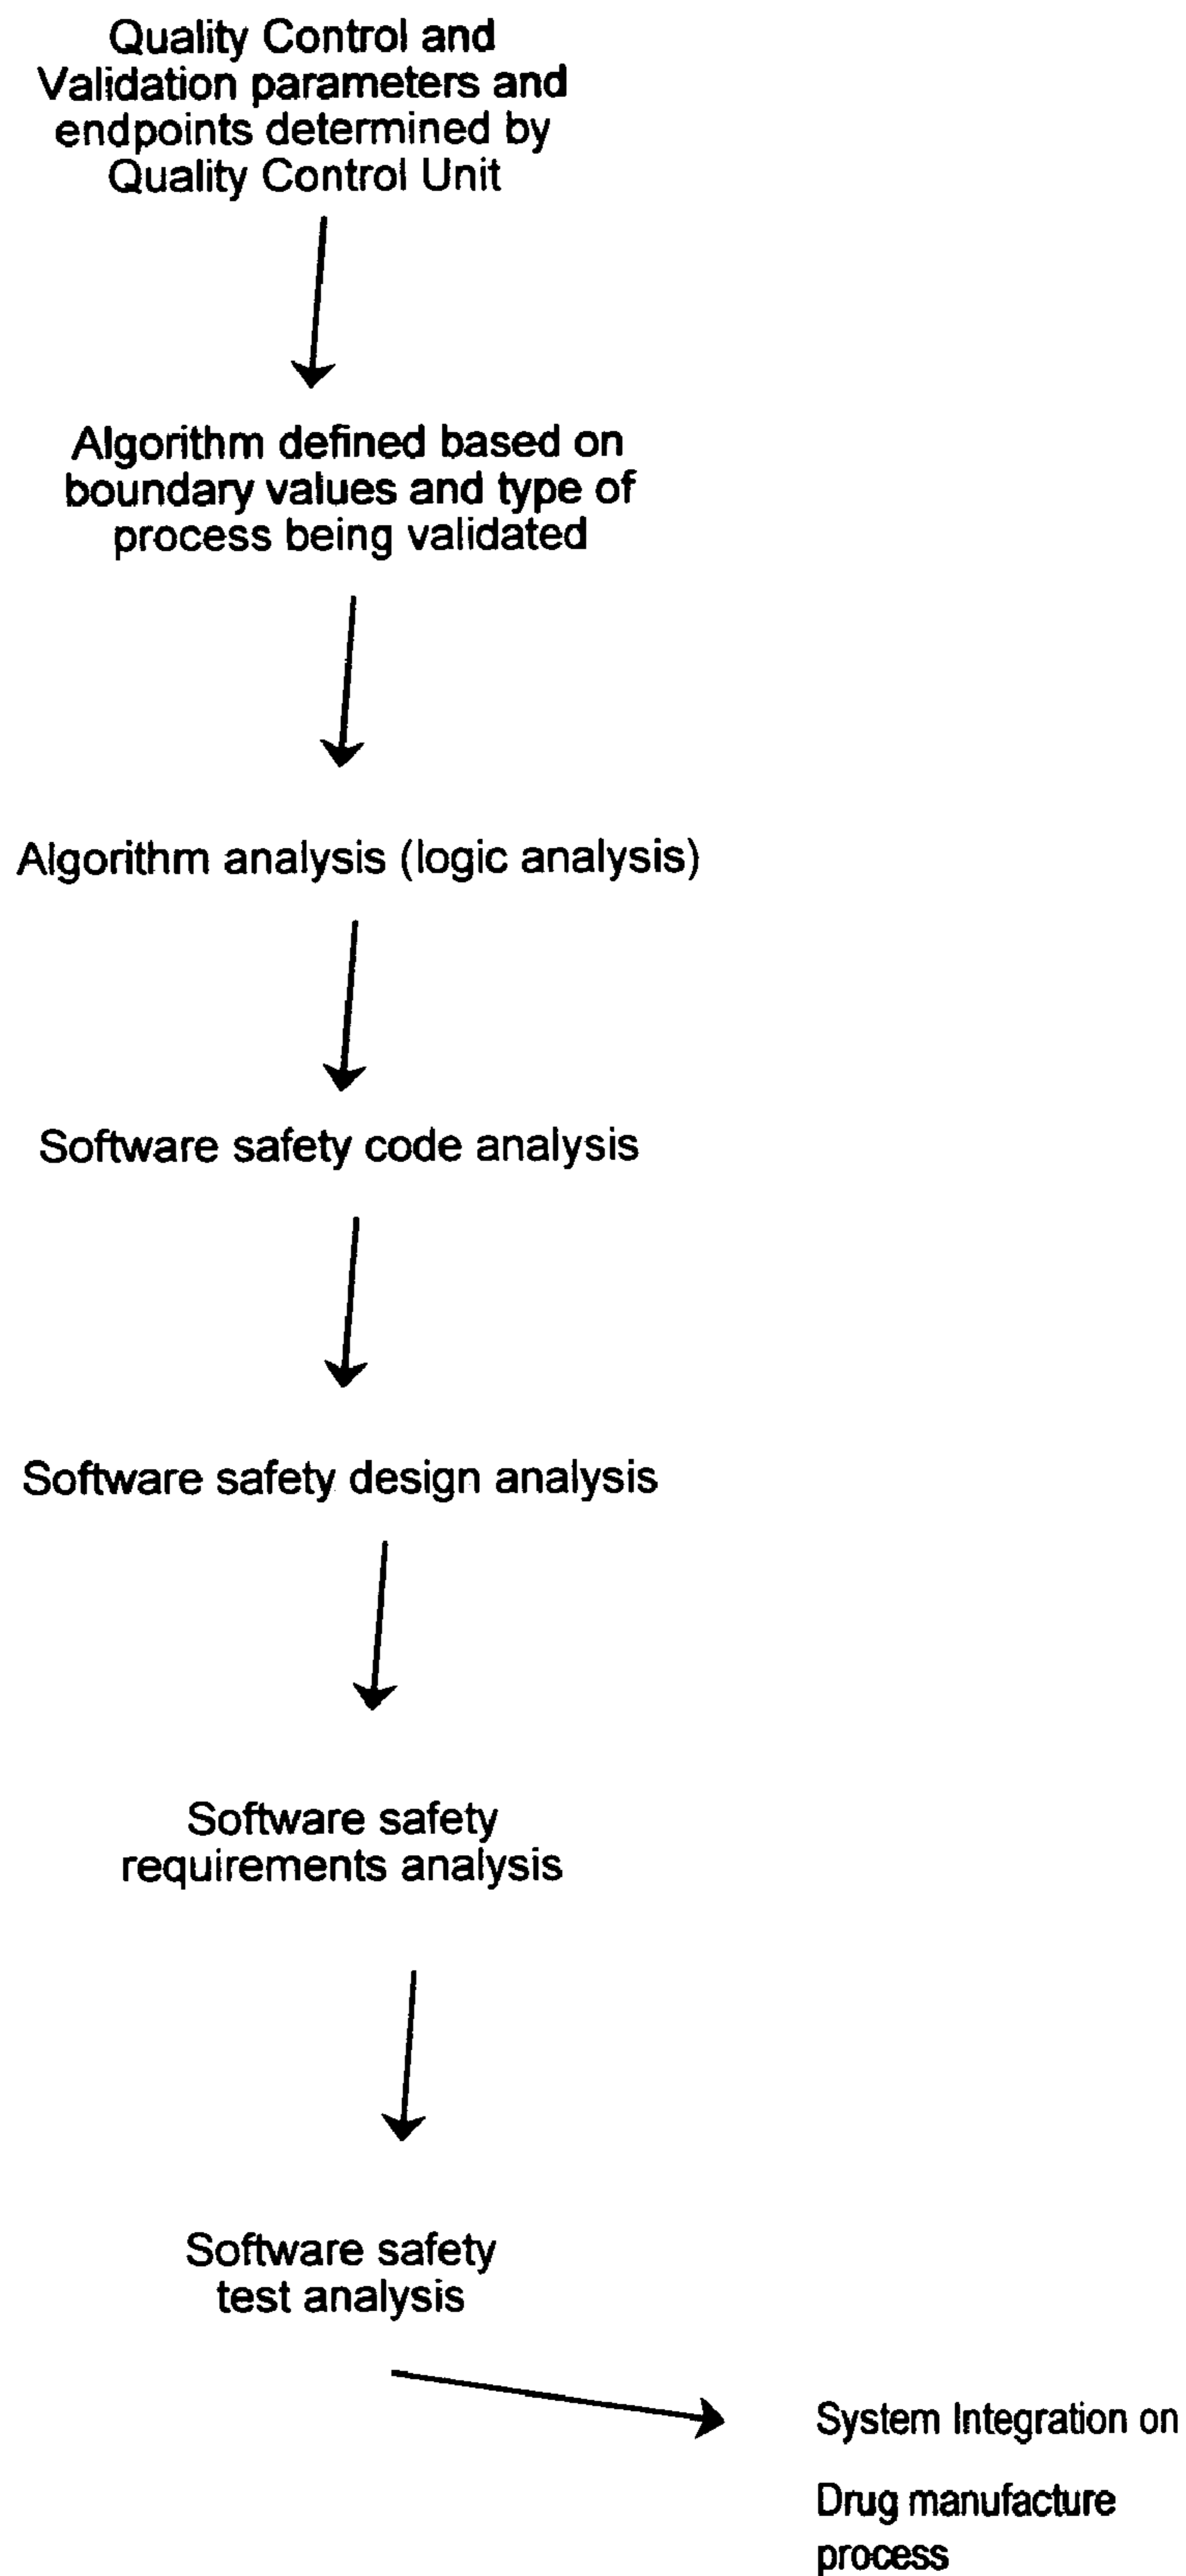 Quality Control and
Validation parameters and
endpoints determined by
Quality Control Unit
Algorithm defined based on
boundary values and type of
process being validated
Algorithm analysis (logic analysis)
Software safety code analysis
Software safety design analysis
Software safety
requirements analysis
Software safety
test analysis
System Integration on
Drug manufacture
process